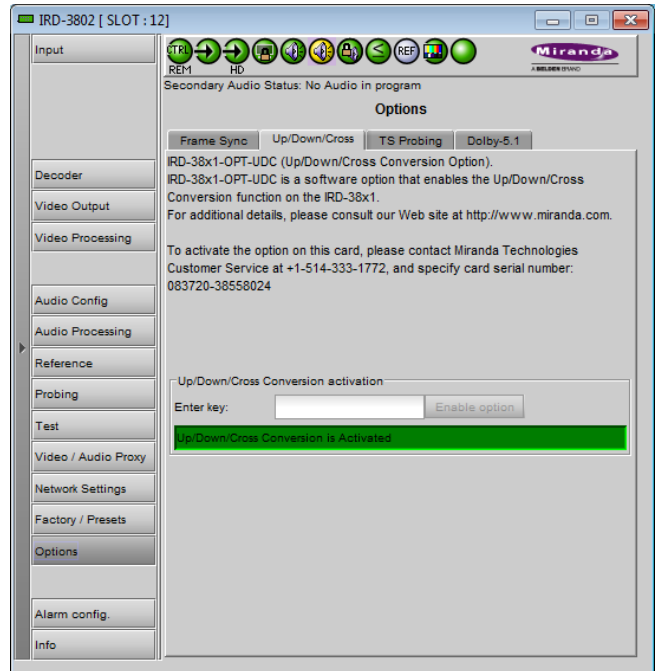 IRD-3802 [ SLOT : 12]
Input
Decoder
Video Output
Video Processing
Audio Config
Audio Processing
Reference
Probing
Test
Video / Audio Proxy
Network Settings
Factory / Presets
Options
Alarm config.
Info
CTRL
REF
REM HD
Miranda
A BELDEN BRAND
Secondary Audio Status: No Audio in program
Options
Frame Sync Up/Down/Cross TS Probing Dolby-5.1
IRD-38x1-OPT-UDC (Up/Down/Cross Conversion Option).
IRD-38x1-OPT-UDC is a software option that enables the Up/Down/Cross
Conversion function on the IRD-38x1.
For additional details, please consult our Web site at http://www.miranda.com.
To activate the option on this card, please contact Miranda Technologies
Customer Service at +1-514-333-1772, and specify card serial number:
083720-38558024
Up/Down/Cross Conversion activation
Enter key: Enable option
Up/Down/Cross Conversion is Activated